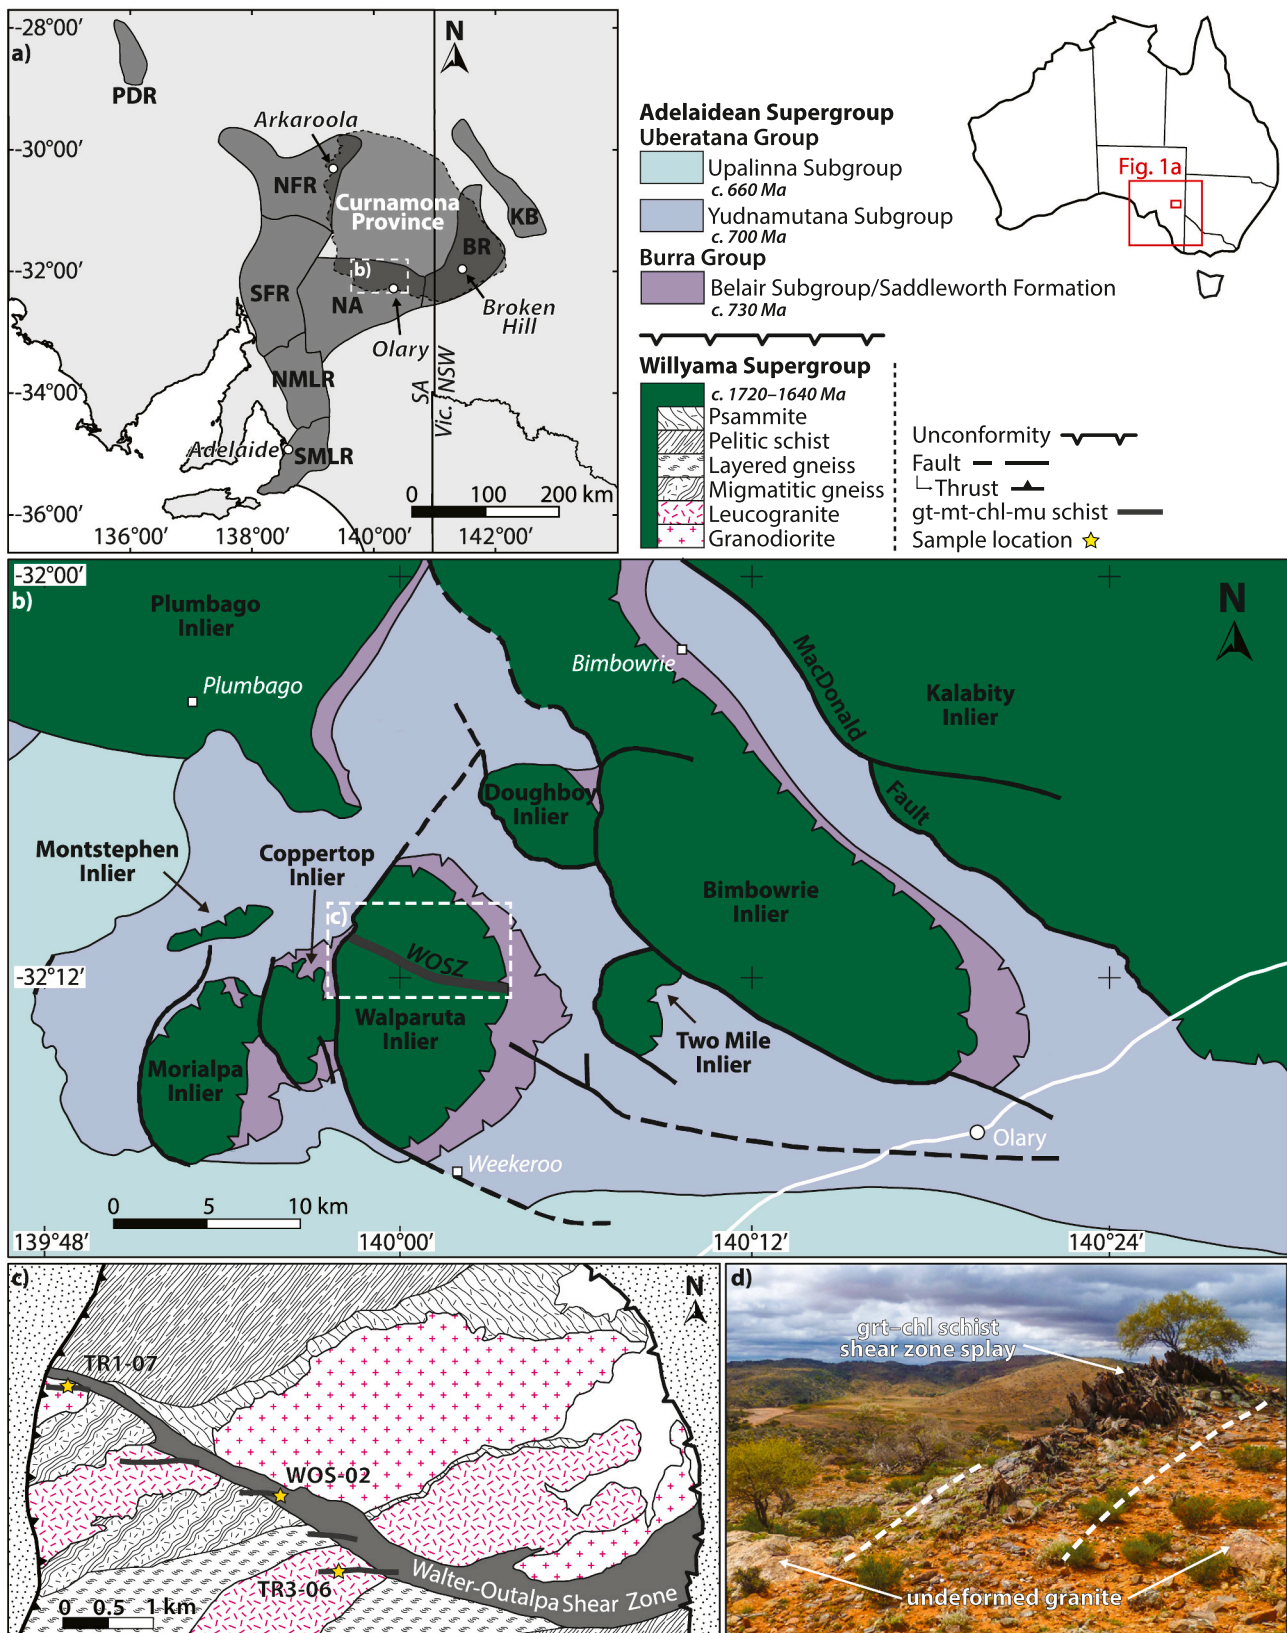 a)
-28°00′
-30°00′
-32°00′
-34°00′
-36°00′
136°00′
138°00′
140°00′
142°00′
N
PDR
Arkaroola
NFR
Curnamona
Province
KB
BR
b)
SFR
NA
Broken
Hill
Olary
NMLR
SA
NSW
Vic.
Adelaide
SMLR
0 100 200 km
Adelaidean Supergroup
Uberatana Group
Upalinna Subgroup
c. 660 Ma
Yudnamutana Subgroup
c. 700 Ma
Burra Group
Belair Subgroup/Saddleworth Formation
c. 730 Ma
Willyama Supergroup
c. 1720–1640 Ma
Psammite
Pelitic schist
Layered gneiss
Migmatitic gneiss
Leucogranite
Granodiorite
Fig. 1a
Unconformity
Fault
Thrust
gt-mt-chl-mu schist
Sample location
b)
-32°00′
-32°12′
139°48′
140°00′
140°12′
140°24′
N
Plumbago
Inlier
Plumbago
Bimbowrie
MacDonald
Fault
Kalabity
Inlier
Doughboy
Inlier
Montstephen
Inlier
Coppertop
Inlier
Bimbowrie
Inlier
c)
WOSZ
Walparuta
Inlier
Two Mile
Inlier
Morialpa
Inlier
Olary
Weekeroo
0 5 10 km
c)
N
TR1-07
WOS-02
TR3-06
Walter-Outalpa Shear Zone
0 0.5 1 km
d)
grt–chl schist
shear zone splay
undeformed granite